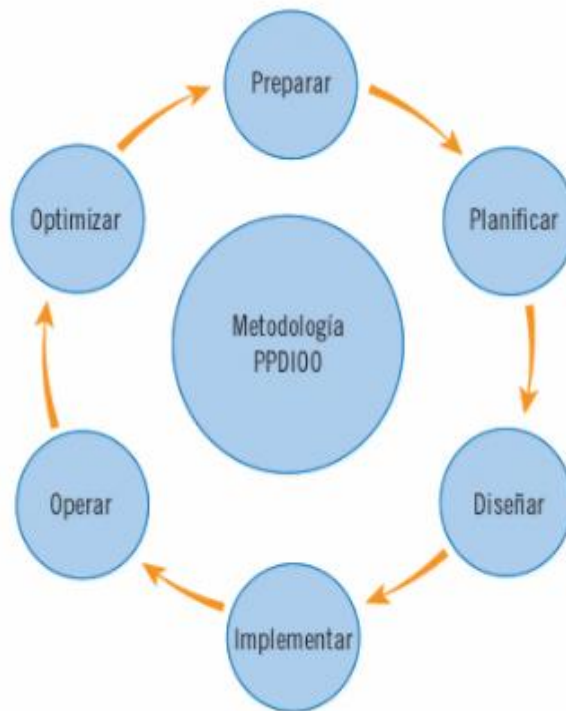 Preparar
Planificar
Diseñar
Implementar
Operar
Optimizar
Metodología
PPDIOO